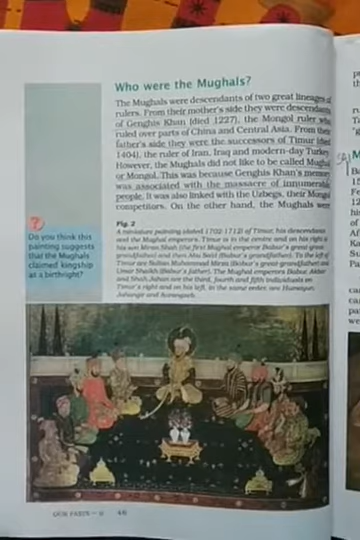 Who were the Mughals?
The Mughals were descendants of two great lineages of
rulers. From their mother's side they were descendants
of Genghis Khan (died 1227), the Mongol ruler who
ruled over parts of China and Central Asia. From their
father's side they were the successors of Timur (died
1404), the ruler of Iran, Iraq and modern-day Turkey.
However, the Mughals did not like to be called Mughal
or Mongol. This was because Genghis Khan's memory
was associated with the massacre of innumerable
people. It was also linked with the Uzbegs, their Mongol
competitors. On the other hand, the Mughals were
?
Do you think this
painting suggests
that the Mughals
claimed kingship
as a birthright?
Fig. 2
A miniature painting (dated 1702-1712) of Timur, his descendants
and the Mughal emperors. Timur is in the centre and on his right is
his son Miran Shah (the first Mughal emperor Babur's great-great-
grandfather) and then Abu Said (Babur's grandfather). To the left of
Timur are Sultan Muhammad Mirza (Babur's great-grandfather) and
Umar Shaikh (Babur's father). The Mughal emperors Babur, Akbar
and Shah Jahan are the third, fourth and fifth individuals on
Timur's right and on his left, in the same order, are Humayun,
Jahangir and Aurangzeb.
OUR PASTS – II 46